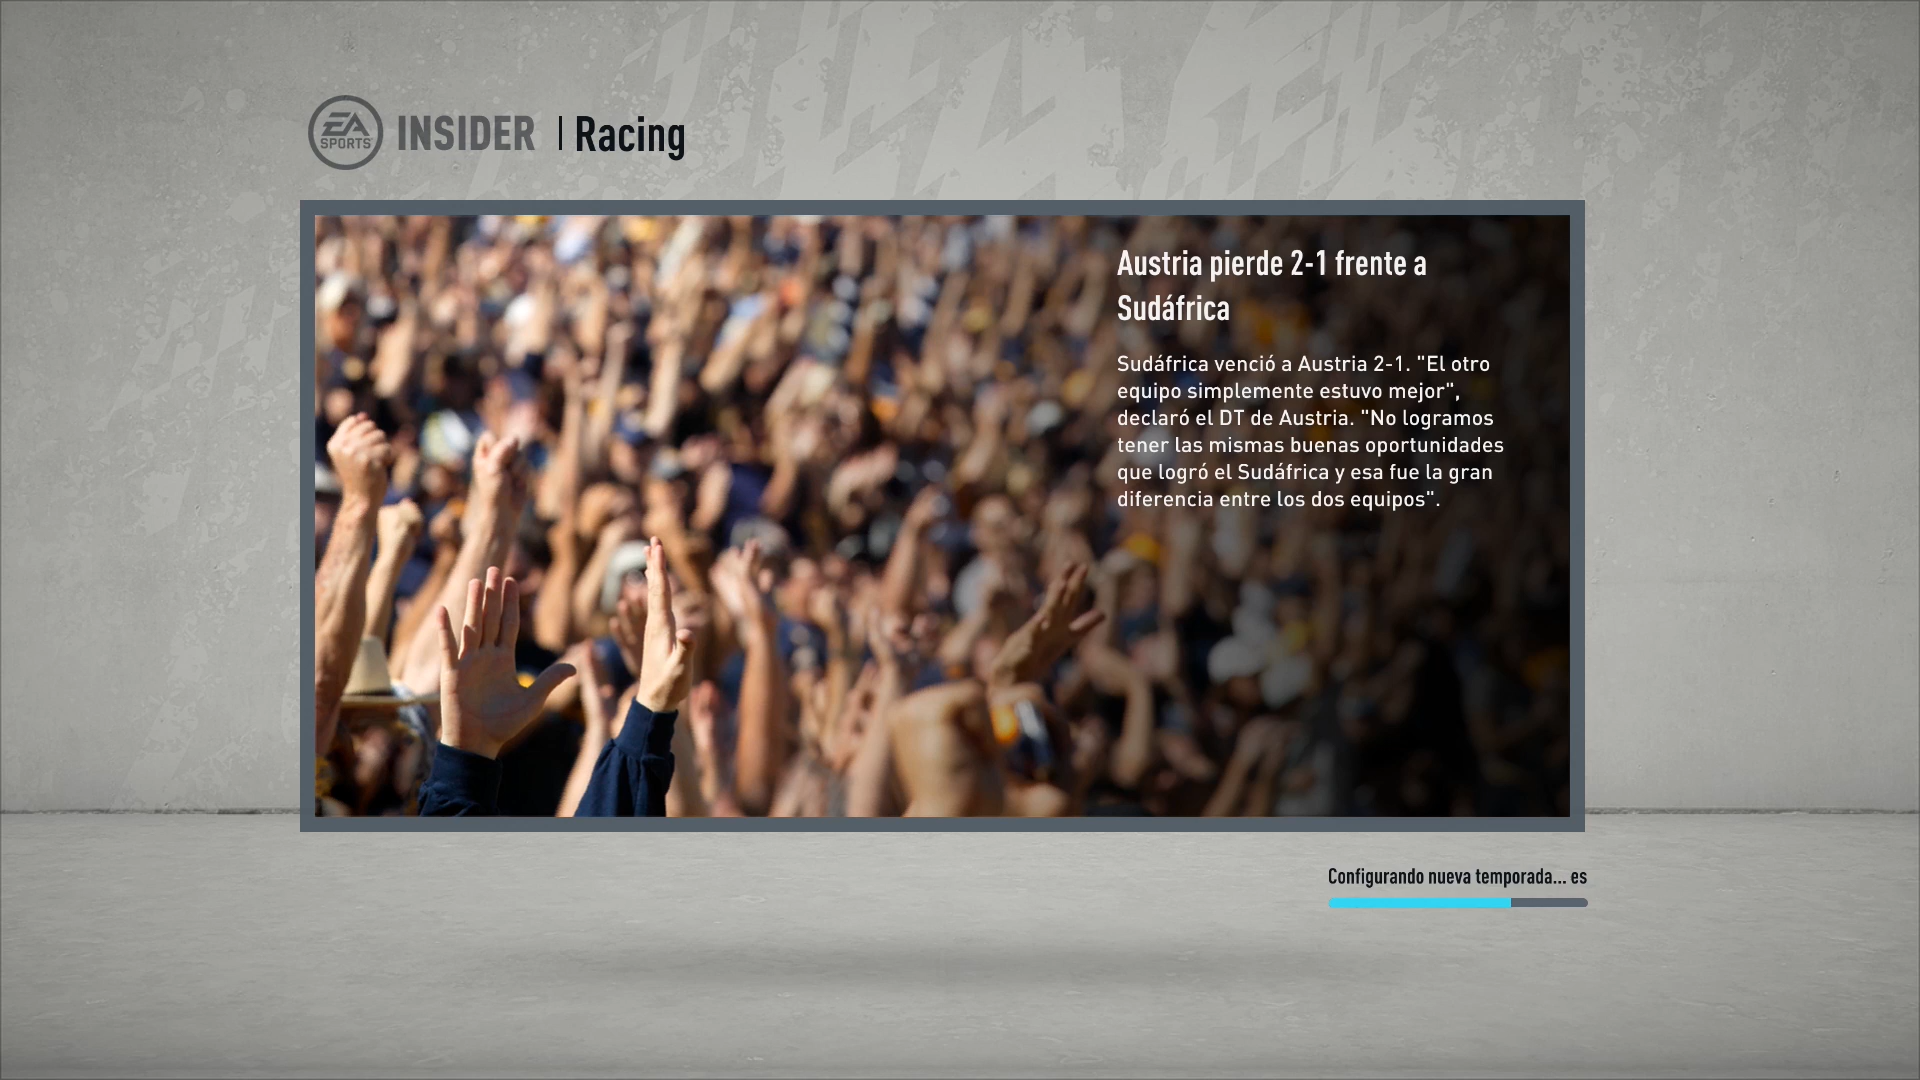 EA
SPORTS
INSIDER | Racing
Austria pierde 2-1 frente a
Sudáfrica
Sudáfrica venció a Austria 2-1. "El otro
equipo simplemente estuvo mejor",
declaró el DT de Austria. "No logramos
tener las mismas buenas oportunidades
que logró el Sudáfrica y esa fue la gran
diferencia entre los dos equipos".
Configurando nueva temporada... es